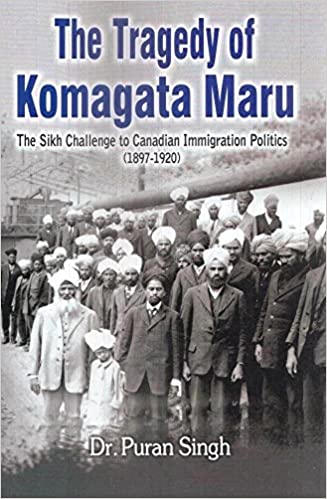 The Tragedy of
Komagata Maru
The Sikh Challenge to Canadian Immigration Politics
(1897-1920)
Dr. Puran Singh